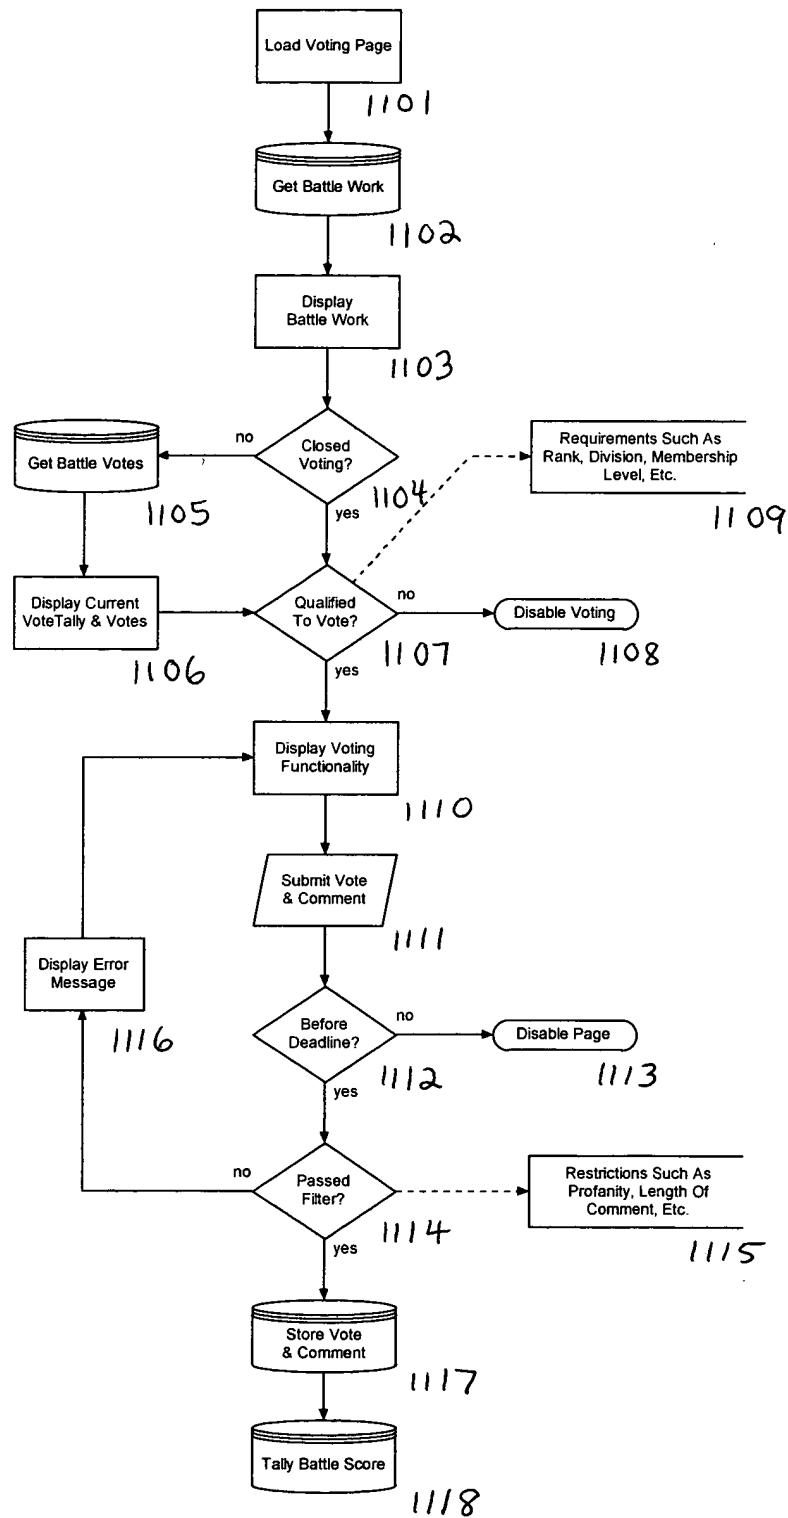 Load Voting Page
1101
Get Battle Work
1102
Display
Battle Work
1103
Closed
Voting?
1104
no
yes
Get Battle Votes
1105
Display Current
VoteTally & Votes
1106
Qualified
To Vote?
1107
no
yes
Disable Voting
1108
Requirements Such As
Rank, Division, Membership
Level, Etc.
1109
Display Voting
Functionality
1110
Submit Vote
& Comment
1111
Before
Deadline?
1112
no
yes
Disable Page
1113
Passed
Filter?
1114
no
yes
Restrictions Such As
Profanity, Length Of
Comment, Etc.
1115
Display Error
Message
1116
Store Vote
& Comment
1117
Tally Battle Score
1118